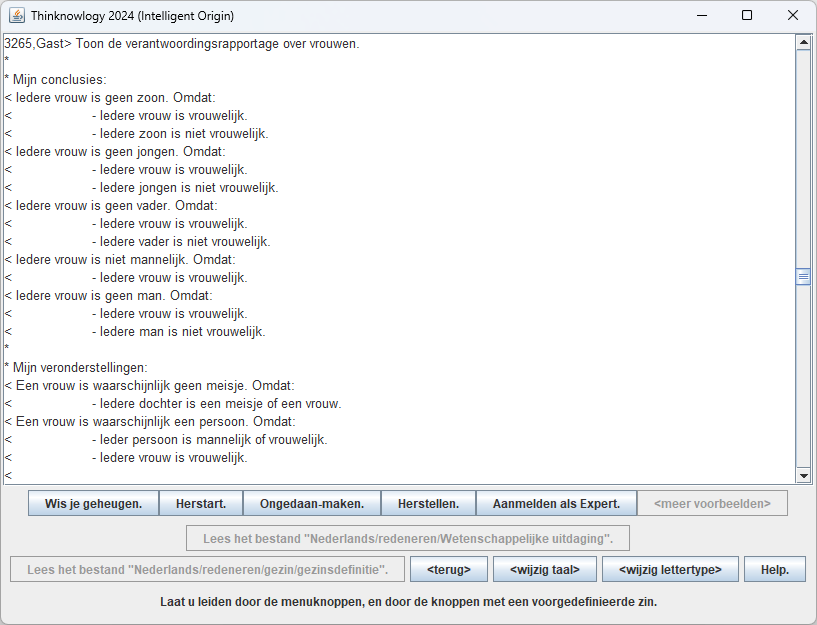 Thinknowlogy 2024 (Intelligent Origin)
3265,Gast> Toon de verantwoordingsrapportage over vrouwen.
*
* Mijn conclusies:
< Iedere vrouw is geen zoon. Omdat:
< - Iedere vrouw is vrouwelijk.
< - Iedere zoon is niet vrouwelijk.
< Iedere vrouw is geen jongen. Omdat:
< - Iedere vrouw is vrouwelijk.
< - Iedere jongen is niet vrouwelijk.
< Iedere vrouw is geen vader. Omdat:
< - Iedere vrouw is vrouwelijk.
< - Iedere vader is niet vrouwelijk.
< Iedere vrouw is niet mannelijk. Omdat:
< - Iedere vrouw is vrouwelijk.
< Iedere vrouw is geen man. Omdat:
< - Iedere vrouw is vrouwelijk.
< - Iedere man is niet vrouwelijk.
*
* Mijn veronderstellingen:
< Een vrouw is waarschijnlijk geen meisje. Omdat:
< - Iedere dochter is een meisje of een vrouw.
< Een vrouw is waarschijnlijk een persoon. Omdat:
< - Ieder persoon is mannelijk of vrouwelijk.
< - Iedere vrouw is vrouwelijk.
<
Wis je geheugen. Herstart. Ongedaan-maken. Herstellen. Aanmelden als Expert. <meer voorbeelden>
Lees het bestand "Nederlands/redeneren/Wetenschappelijke uitdaging".
Lees het bestand "Nederlands/redeneren/gezin/gezinsdefinitie". <terug> <wijzig taal> <wijzig lettertype> Help.
Laat u leiden door de menuknoppen, en door de knoppen met een voorgedefinieerde zin.